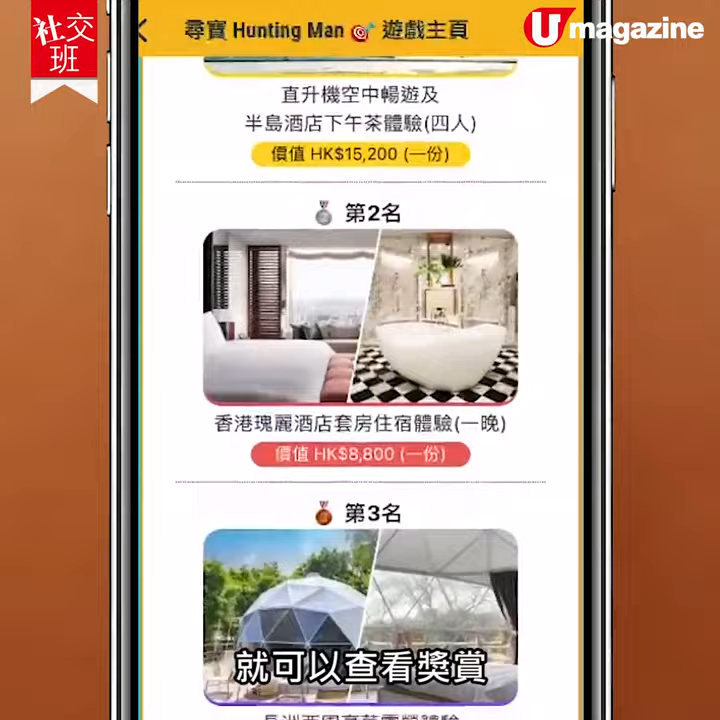 社交班
U magazine
尋寶 Hunting Man 🎯 遊戲主頁
直升機空中暢遊及
半島酒店下午茶體驗(四人)
價值 HK$15,200 (一份)
第2名
香港瑰麗酒店套房住宿體驗(一晚)
價值 HK$8,800 (一份)
第3名
就可以查看獎賞